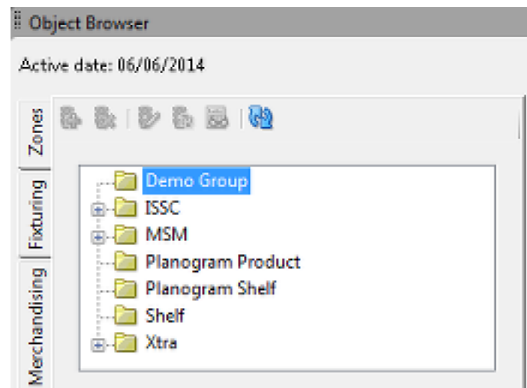 Object Browser
Active date: 06/06/2014
Zones
Fixturing
Merchandising
Demo Group
ISSC
MSM
Planogram Product
Planogram Shelf
Shelf
Xtra